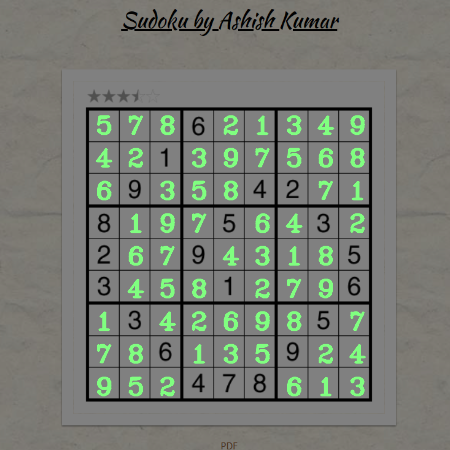 Sudoku by Ashish Kumar
5 7 8 6 2 1 3 4 9
4 2 1 3 9 7 5 6 8
6 9 3 5 8 4 2 7 1
8 1 9 7 5 6 4 3 2
2 6 7 9 4 3 1 8 5
3 4 5 8 1 2 7 9 6
1 3 4 2 6 9 8 5 7
7 8 6 1 3 5 9 2 4
9 5 2 4 7 8 6 1 3
PDF